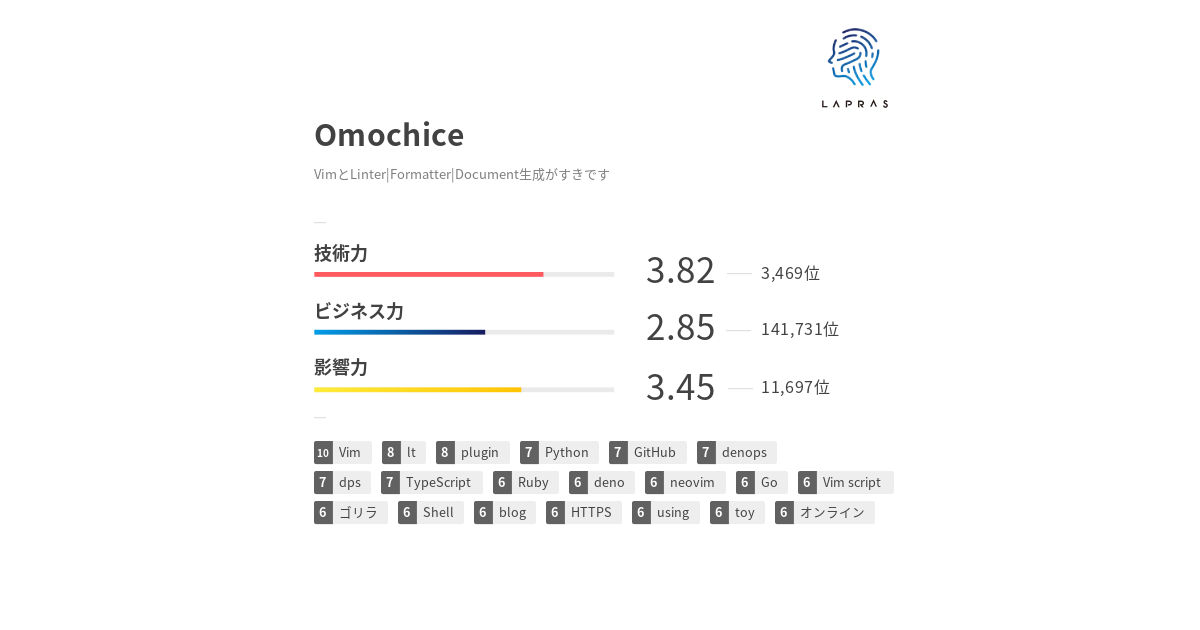 LAPRAS
Omochice
VimとLinter|Formatter|Document生成がすきです
技術力
3.82 3,469位
ビジネス力
2.85 141,731位
影響力
3.45 11,697位
10 Vim 8 lt 8 plugin 7 Python 7 GitHub 7 denops
7 dps 7 TypeScript 6 Ruby 6 deno 6 neovim 6 Go 6 Vim script
6 ゴリラ 6 Shell 6 blog 6 HTTPS 6 using 6 toy 6 オンライン